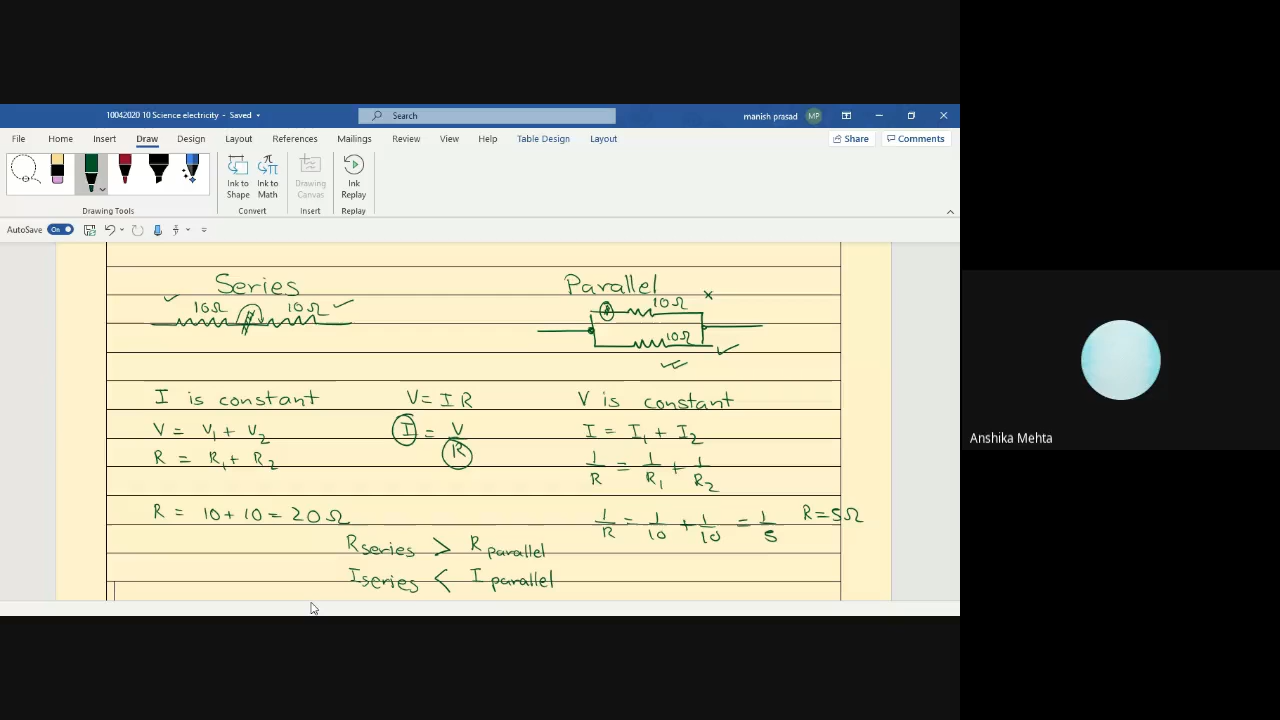 10042020 10 Science electricity - Saved
Search
manish prasad MP
File Home Insert Draw Design Layout References Mailings Review View Help Table Design Layout
Share Comments
Ink to Shape
Ink to Math
Drawing Canvas
Ink Replay
Drawing Tools Convert Insert Replay
AutoSave On
Series Parallel
10Ω 10Ω 10Ω
10Ω
I is constant V = IR V is constant
V = V₁ + V₂ I = V/R I = I₁ + I₂
R = R₁ + R₂ 1/R = 1/R₁ + 1/R₂
R = 10 + 10 = 20Ω 1/R = 1/10 + 1/10 = 1/5 R = 5Ω
Rseries > Rparallel
Iseries < Iparallel
Anshika Mehta